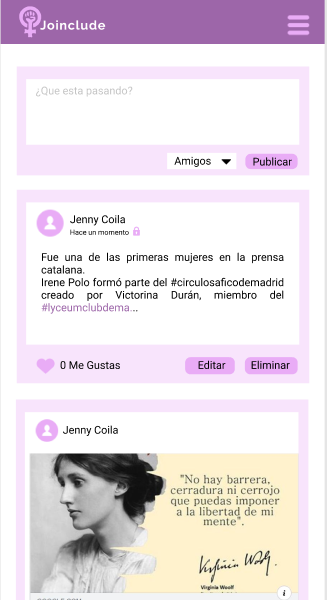 Joinclude
¿Que esta pasando?
Amigos
Publicar
Jenny Coila
Hace un momento
Fue una de las primeras mujeres en la prensa
catalana.
Irene Polo formó parte del #circulosaficodemadrid
creado por Victorina Durán, miembro del
#lyceumclubdema...
0 Me Gustas
Editar
Eliminar
Jenny Coila
"No hay barrera,
cerradura ni cerrojo
que puedas imponer
a la libertad de mi
mente".
Virginia Woolf
Virginia Woolf
i